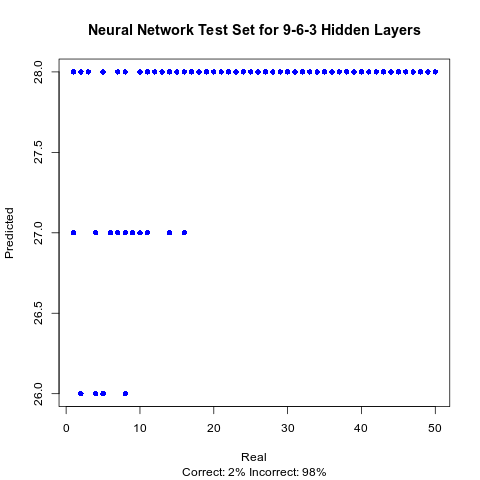 Neural Network Test Set for 9-6-3 Hidden Layers
Predicted
28.0
27.5
27.0
26.5
26.0
0 10 20 30 40 50
Real
Correct: 2% Incorrect: 98%